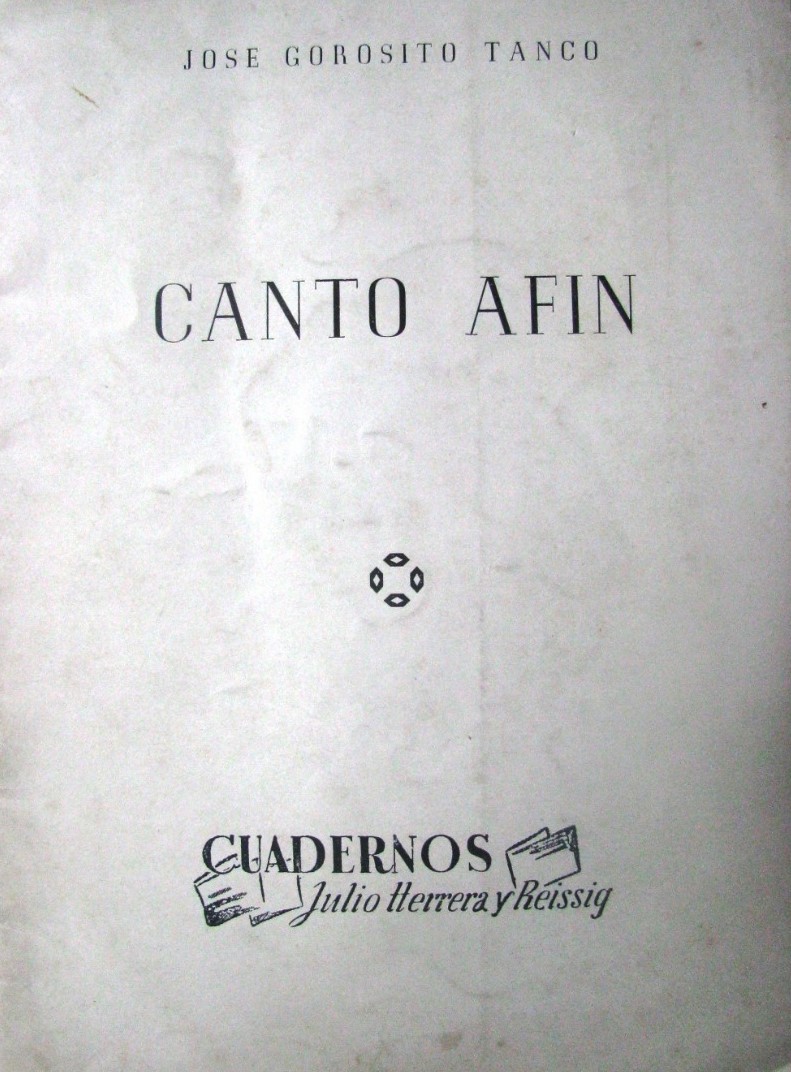 JOSE GOROSITO TANCO
CANTO AFIN
CUADERNOS
Julio Herrera y Reissig